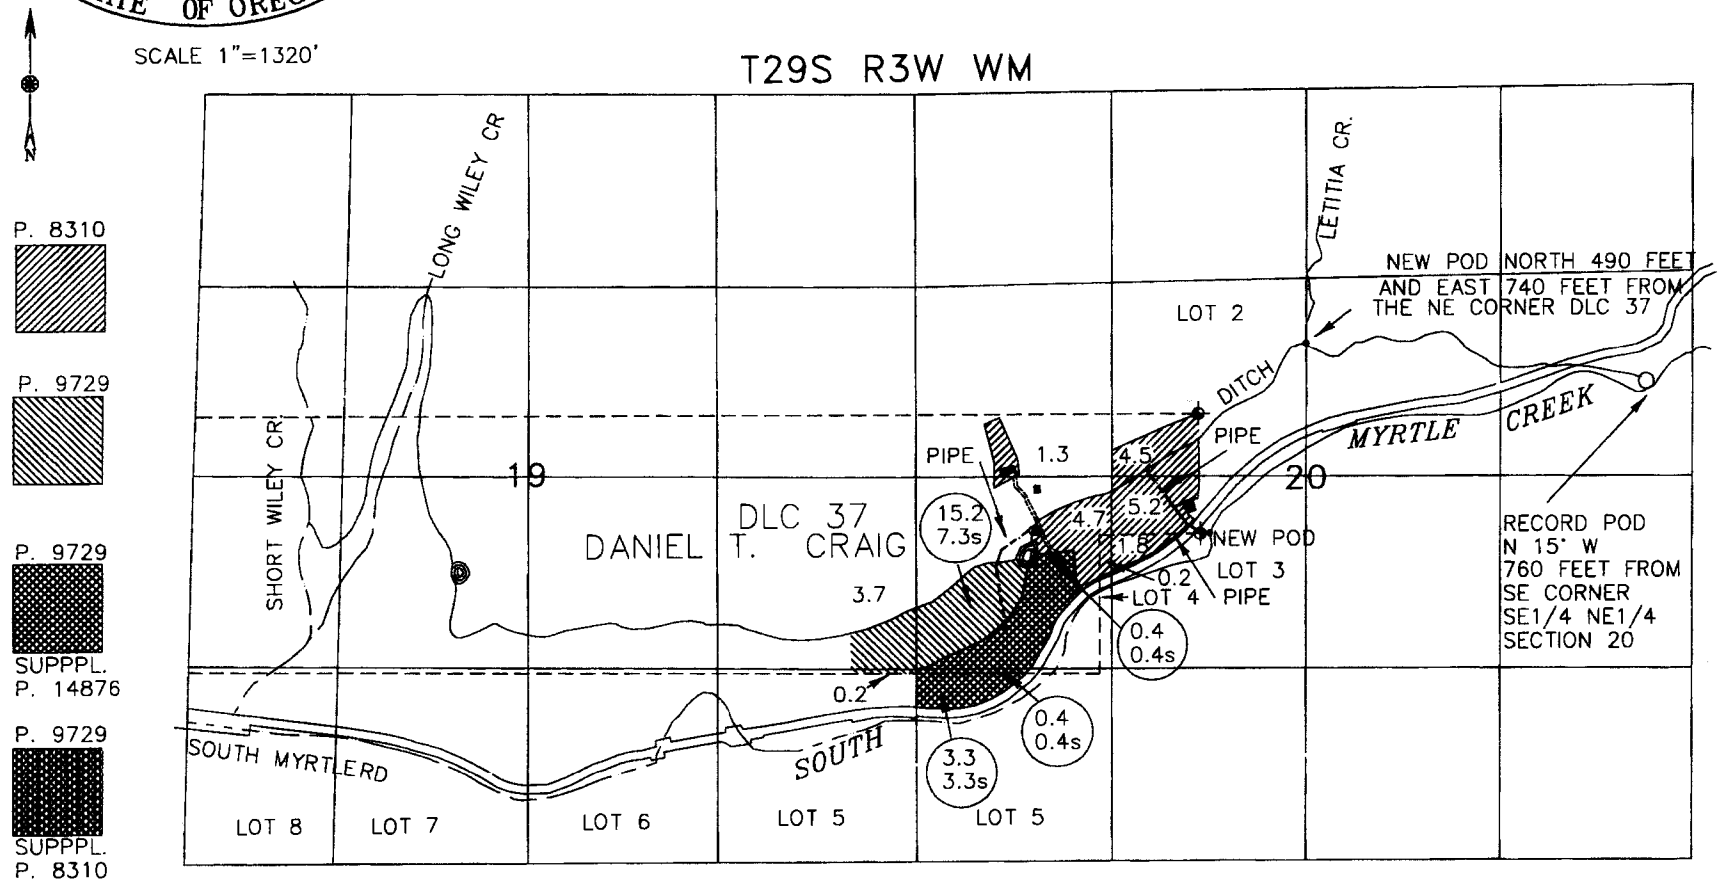 OF OREG
SCALE 1"=1320'
T29S R3W WM
N
P. 8310
P. 9729
P. 9729
SUPPPL.
P. 14876
P. 9729
SUPPPL.
P. 8310
LONG WILEY CR
SHORT WILEY CR.
LETITIA CR.
NEW POD NORTH 490 FEET
AND EAST 740 FEET FROM
THE NE CORNER DLC 37
LOT 2
DITCH
PIPE
MYRTLE CREEK
PIPE
1.3
4.5
19
20
DLC 37
DANIEL T. CRAIG
15.2
7.3s
4.7
5.2
1.8
NEW POD
RECORD POD
N 15° W
760 FEET FROM
SE CORNER
SE1/4 NE1/4
SECTION 20
0.2
LOT 3
LOT 4
PIPE
3.7
0.4
0.4s
0.2
0.4
0.4s
3.3
3.3s
SOUTH
SOUTH MYRTLERD
LOT 8
LOT 7
LOT 6
LOT 5
LOT 5